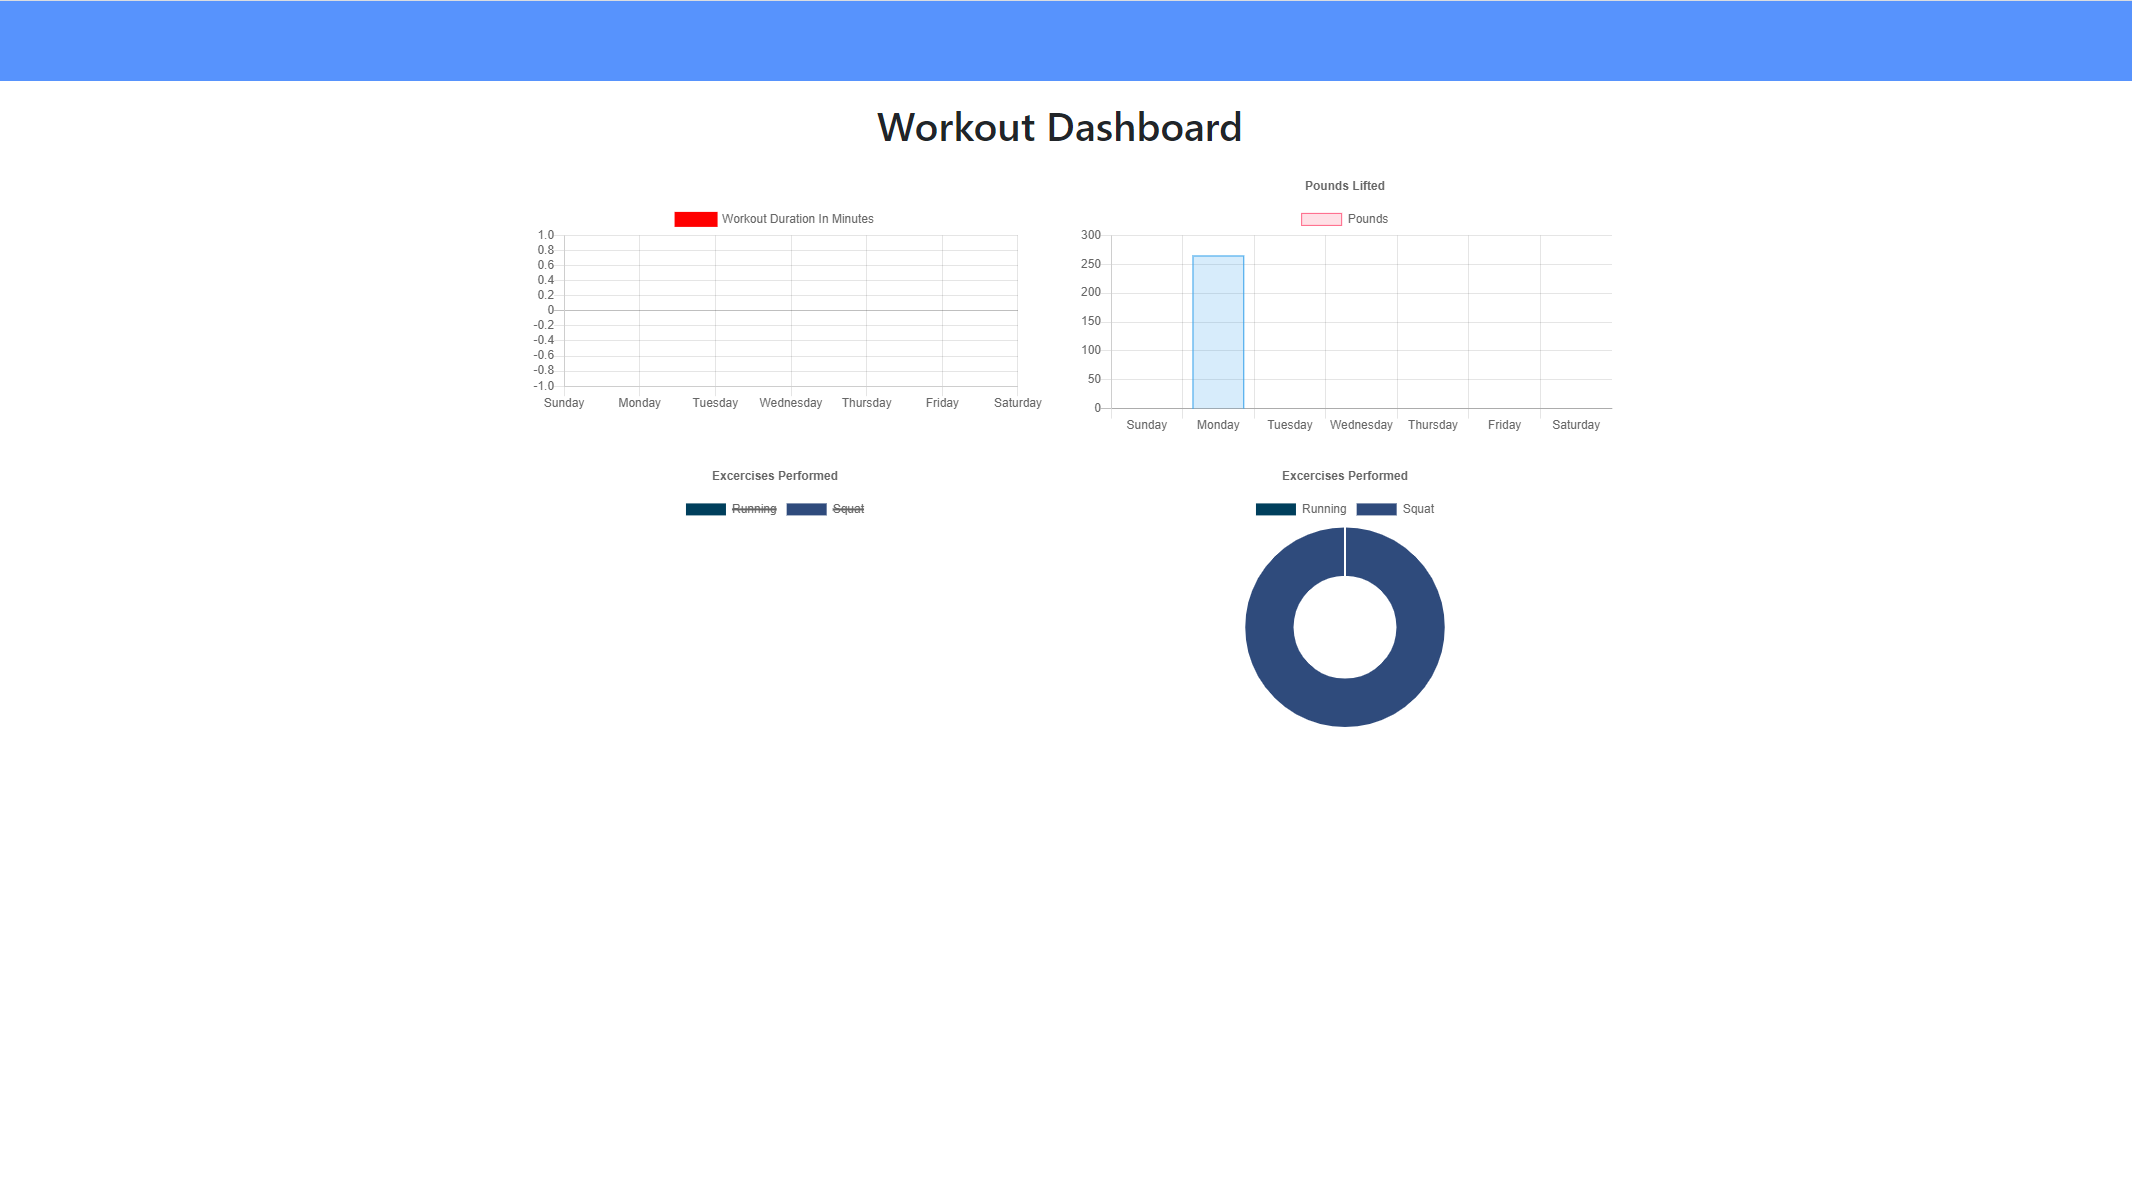 Workout Dashboard
Workout Duration In Minutes
1.0
0.8
0.6
0.4
0.2
0
-0.2
-0.4
-0.6
-0.8
-1.0
Sunday Monday Tuesday Wednesday Thursday Friday Saturday
Pounds Lifted
Pounds
300
250
200
150
100
50
0
Sunday Monday Tuesday Wednesday Thursday Friday Saturday
Excercises Performed
Running Squat
Excercises Performed
Running Squat